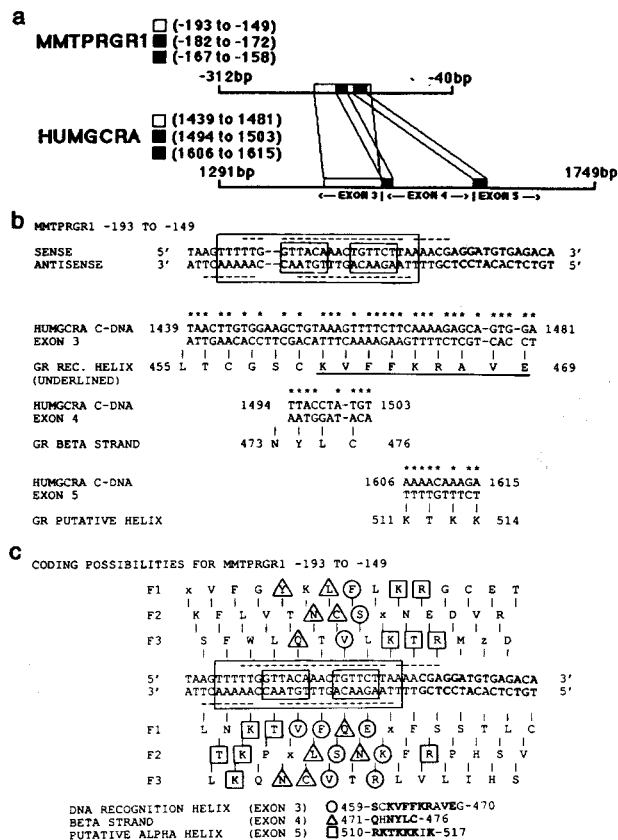 a
MMTPRGR1
(-193 to -149)
(-182 to -172)
(-167 to -158)
-312bp -40bp
HUMGCRA
(1439 to 1481)
(1494 to 1503)
(1606 to 1615)
1291bp 1749bp
<— EXON 3 | <— EXON 4 —> | EXON 5 —>
b MMTPRGR1 -193 TO -149
SENSE 5' TAAGTTTTTG--GTTACAAACTGTTCTTAAAACGAGGATGTGAGACA 3'
ANTISENSE 3' ATTCAAAAAC--CAATGTTTGACAAGAATTTTGCTCCTACACTCTGT 5'
HUMGCRA C-DNA 1439 TAACTTGTGGAAGCTGTAAAGTTTTCTTCAAAAGAGCA-GTG-GA 1481
EXON 3 ATTGAACACCTTCGACATTTCAAAAGAAGTTTTCTCGT-CAC CT
GR REC. HELIX 455 L T C G S C K V F F K R A V E 469
(UNDERLINED)
HUMGCRA C-DNA 1494 TTACCTA-TGT 1503
EXON 4 AATGGAT-ACA
GR BETA STRAND 473 N Y L C 476
HUMGCRA C-DNA 1606 AAAACAAAGA 1615
EXON 5 TTTTGTTTCT
GR PUTATIVE HELIX 511 K T K K 514
c CODING POSSIBILITIES FOR MMTPRGR1 -193 TO -149
F1 x V F G Y K L F L K R G C E T
F2 K F L V T N C S x N E D V R
F3 S F W L Q T V L K T R M z D
5' TAAGTTTTTGGTTACAAACTGTTCTTAAAACGAGGATGTGAGACA 3'
3' ATTCAAAAACCAATGTTTGACAAGAATTTTGCTCCTACACTCTGT 5'
F1 L N K T V F Q E x F S S T L C
F2 T K P x L S N K F R P H S V
F3 L K Q N C V T R L V L I H S
DNA RECOGNITION HELIX (EXON 3) 459-SCKVFFKRAVEG-470
BETA STRAND (EXON 4) 471-QHNYLC-476
PUTATIVE ALPHA HELIX (EXON 5) 510-RKTKKKIK-517